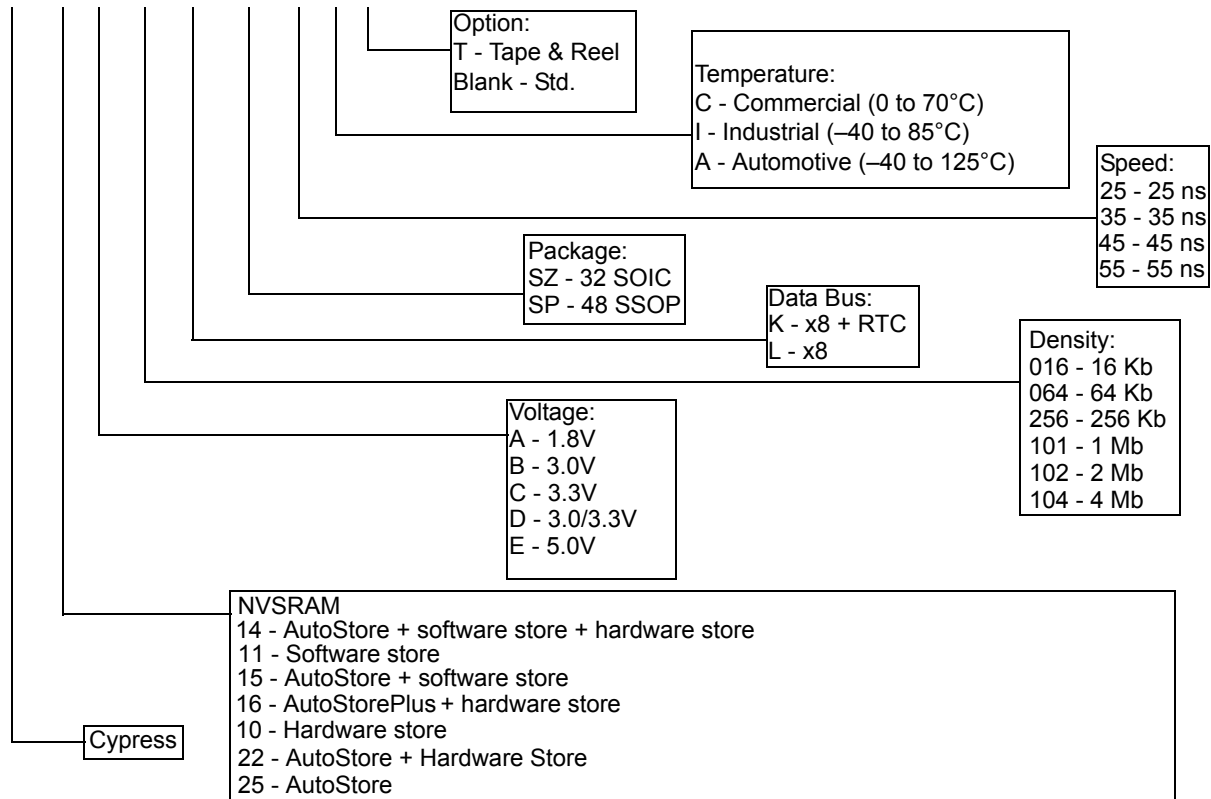 Option:
T - Tape & Reel
Blank - Std.
Temperature:
C - Commercial (0 to 70°C)
I - Industrial (–40 to 85°C)
A - Automotive (–40 to 125°C)
Speed:
25 - 25 ns
35 - 35 ns
45 - 45 ns
55 - 55 ns
Package:
SZ - 32 SOIC
SP - 48 SSOP
Data Bus:
K - x8 + RTC
L - x8
Density:
016 - 16 Kb
064 - 64 Kb
256 - 256 Kb
101 - 1 Mb
102 - 2 Mb
104 - 4 Mb
Voltage:
A - 1.8V
B - 3.0V
C - 3.3V
D - 3.0/3.3V
E - 5.0V
NVSRAM
14 - AutoStore + software store + hardware store
11 - Software store
15 - AutoStore + software store
16 - AutoStorePlus + hardware store
10 - Hardware store
22 - AutoStore + Hardware Store
25 - AutoStore
Cypress